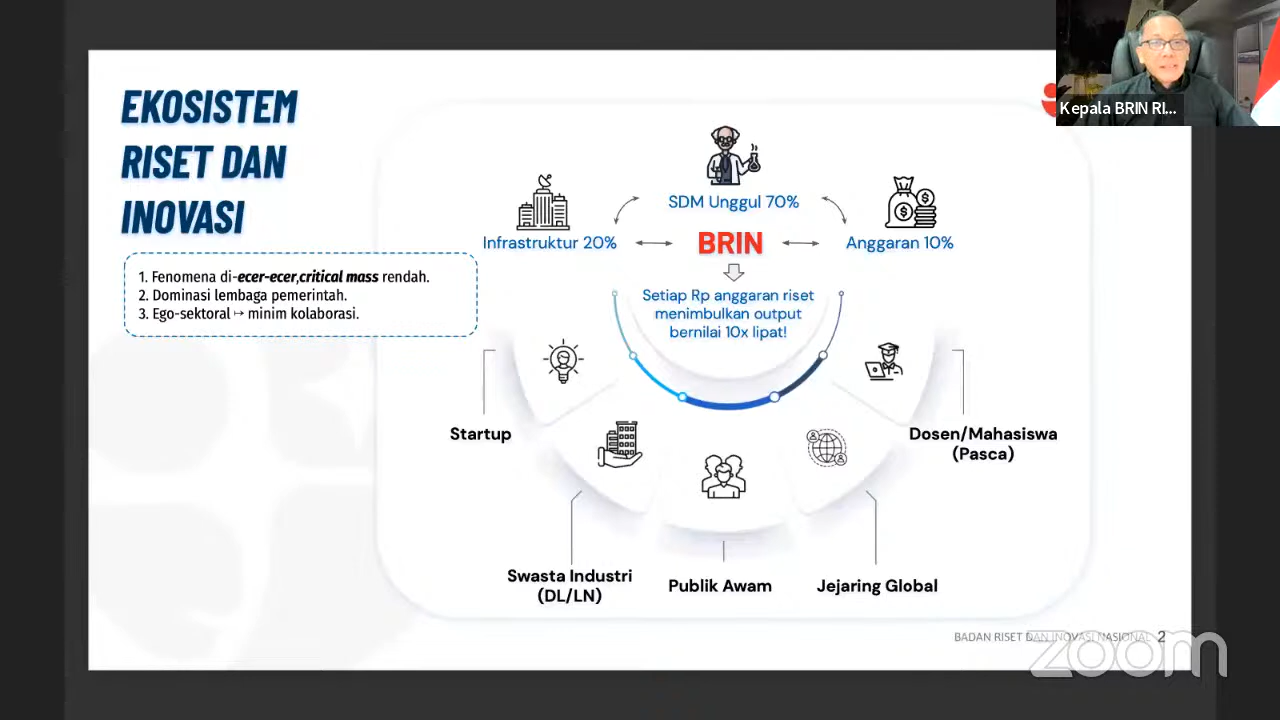 EKOSISTEM
RISET DAN
INOVASI
1. Fenomena di-ecer-ecer,critical mass rendah.
2. Dominasi lembaga pemerintah.
3. Ego-sektoral ↦ minim kolaborasi.
SDM Unggul 70%
Infrastruktur 20%
BRIN
Anggaran 10%
Setiap Rp anggaran riset
menimbulkan output
bernilai 10x lipat!
Startup
Dosen/Mahasiswa
(Pasca)
Swasta Industri
(DL/LN)
Publik Awam
Jejaring Global
BADAN RISET DAN INOVASI NASIONAL 2
zoom
Kepala BRIN RI...